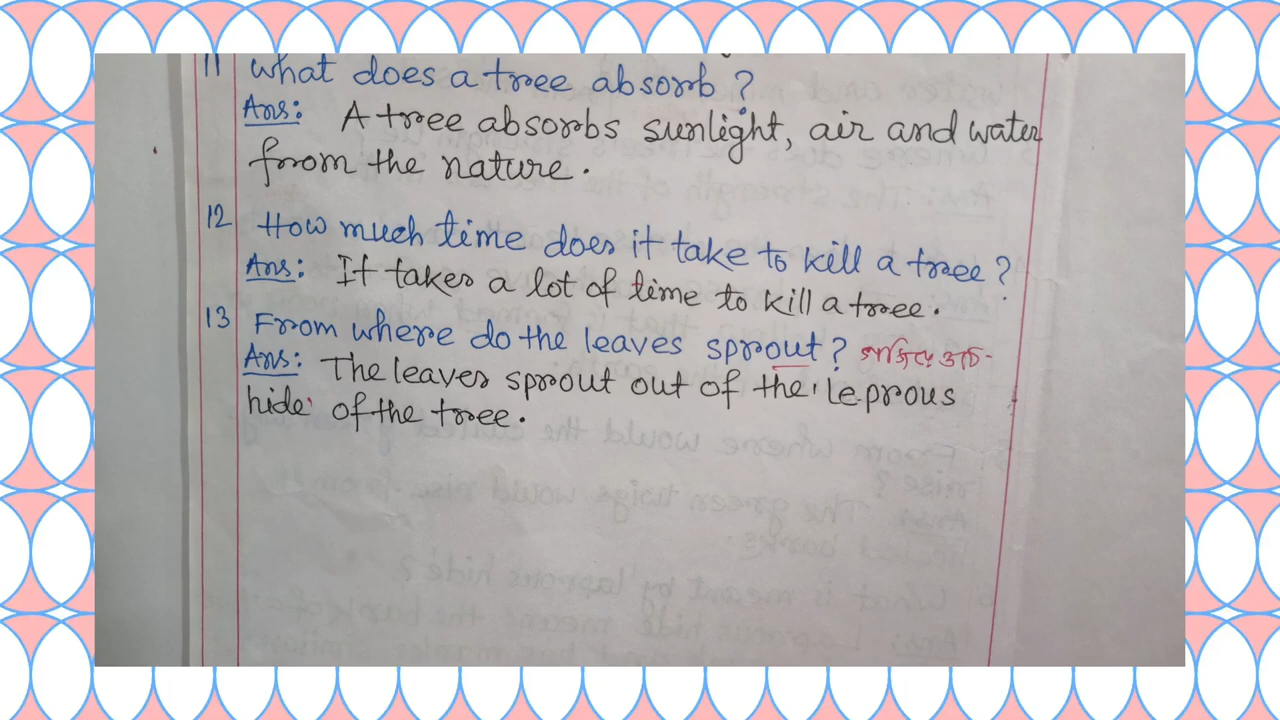 11 What does a tree absorb?
Ans: A tree absorbs sunlight, air and water
from the nature.
12 How much time does it take to kill a tree?
Ans: It takes a lot of time to kill a tree.
13 From where do the leaves sprout?
Ans: The leaves sprout out of the 'leprous
hide' of the tree.